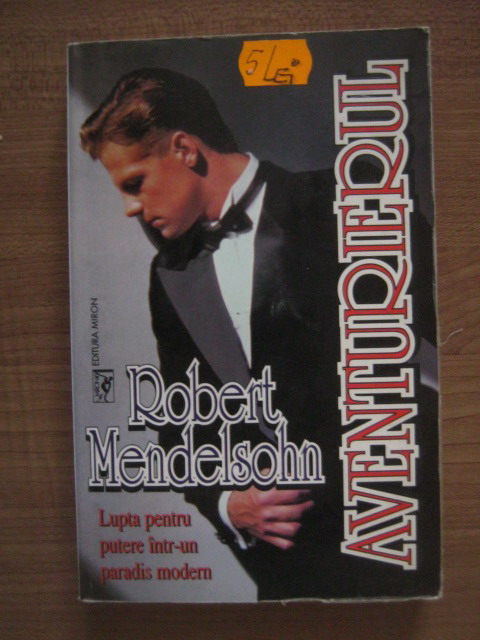 5 Lei
AVENTURIERUL
EDITURA MIRON
Robert
Mendelsohn
Lupta pentru
putere într-un
paradis modern